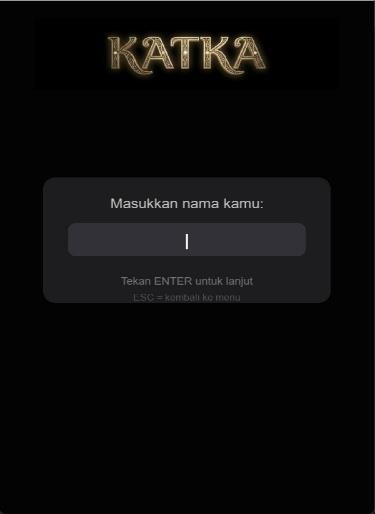 KATKA
Masukkan nama kamu:
Tekan ENTER untuk lanjut
ESC = kembali ke menu